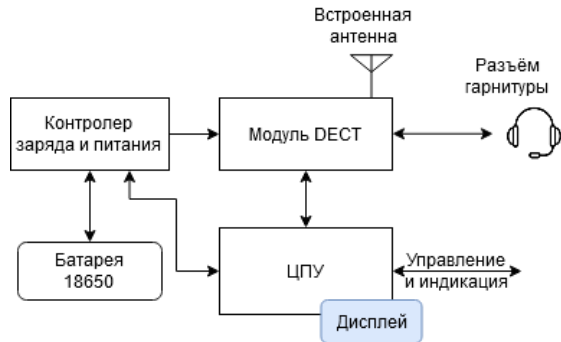 Встроенная
антенна
Разъём
гарнитуры
Контролер
заряда и питания
Модуль DECT
Батарея
18650
ЦПУ
Управление
и индикация
Дисплей